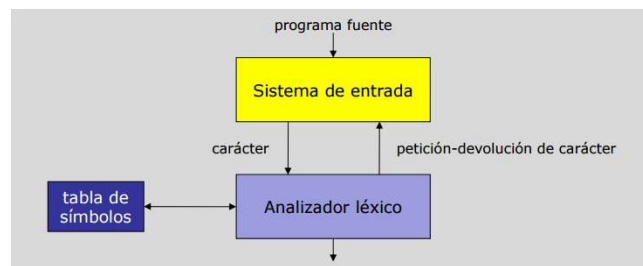 programa fuente
Sistema de entrada
carácter
petición-devolución de carácter
tabla de
símbolos
Analizador léxico